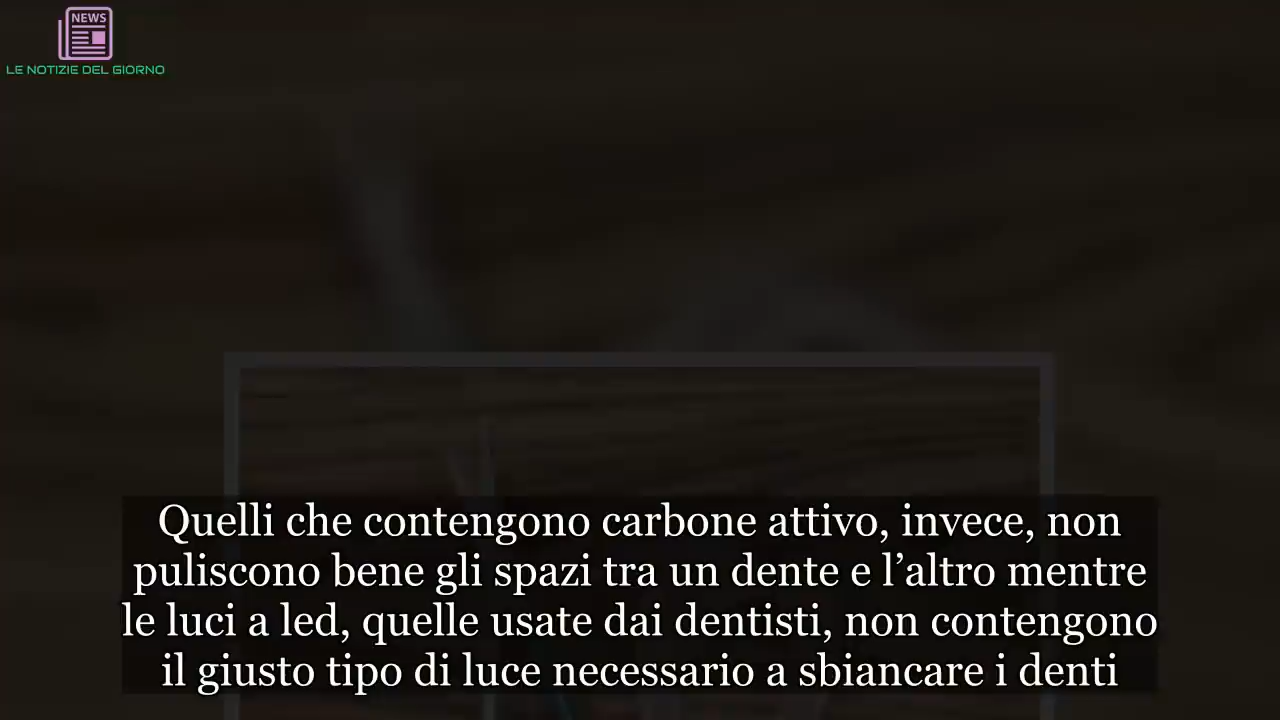 NEWS
LE NOTIZIE DEL GIORNO
Quelli che contengono carbone attivo, invece, non
puliscono bene gli spazi tra un dente e l’altro mentre
le luci a led, quelle usate dai dentisti, non contengono
il giusto tipo di luce necessario a sbiancare i denti